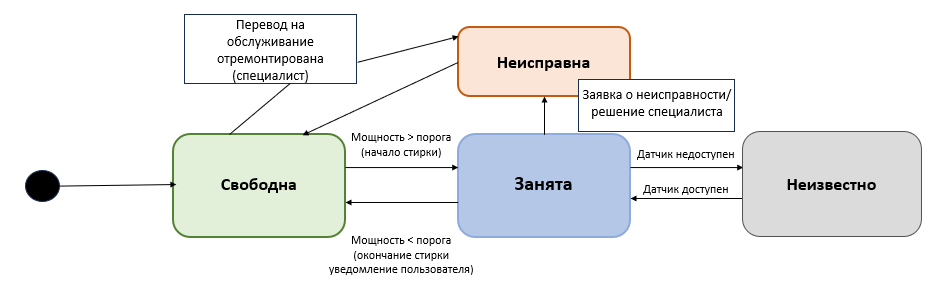 Перевод на
обслуживание
отремонтирована
(специалист)
Неисправна
Заявка о неисправности/
решение специалиста
Мощность > порога
(начало стирки)
Свободна
Занята
Датчик недоступен
Датчик доступен
Неизвестно
Мощность < порога
(окончание стирки
уведомление пользователя)